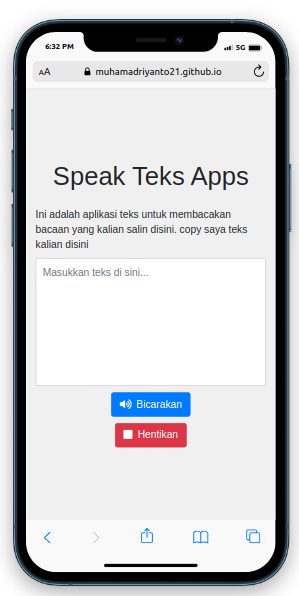 6:32 PM
5G
AA
muhamadriyanto21.github.io
Speak Teks Apps
Ini adalah aplikasi teks untuk membacakan
bacaan yang kalian salin disini. copy saya teks
kalian disini
Masukkan teks di sini...
Bicarakan
Hentikan